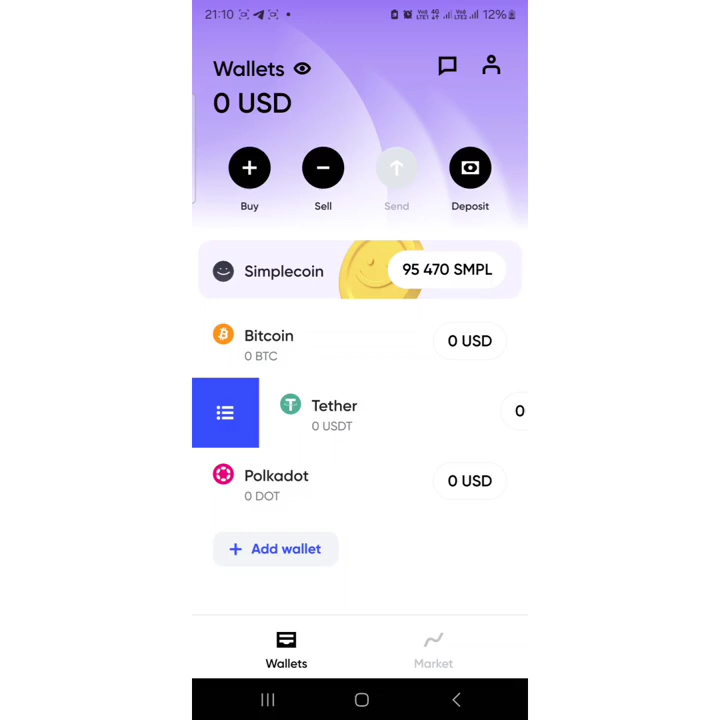 21:10
12%
Wallets
0 USD
Buy
Sell
Send
Deposit
Simplecoin
95 470 SMPL
Bitcoin
0 BTC
0 USD
Tether
0 USDT
0
Polkadot
0 DOT
0 USD
+ Add wallet
Wallets
Market